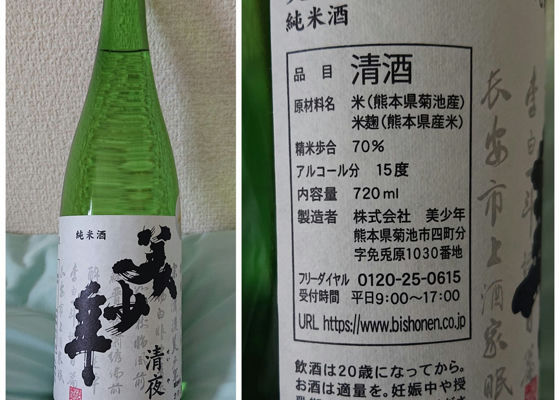 純米酒
美少年
清夜
純米酒
品目 清酒
原材料名 米(熊本県菊池産)
米麹(熊本県産米)
精米歩合 70%
アルコール分 15度
内容量 720ml
製造者 株式会社 美少年
熊本県菊池市四町分
字免兎原1030番地
フリーダイヤル 0120-25-0615
受付時間 平日9:00~17:00
URL https://www.bishonen.co.jp
飲酒は20歳になってから。
お酒は適量を。妊娠中や授
長安市上酒家眠